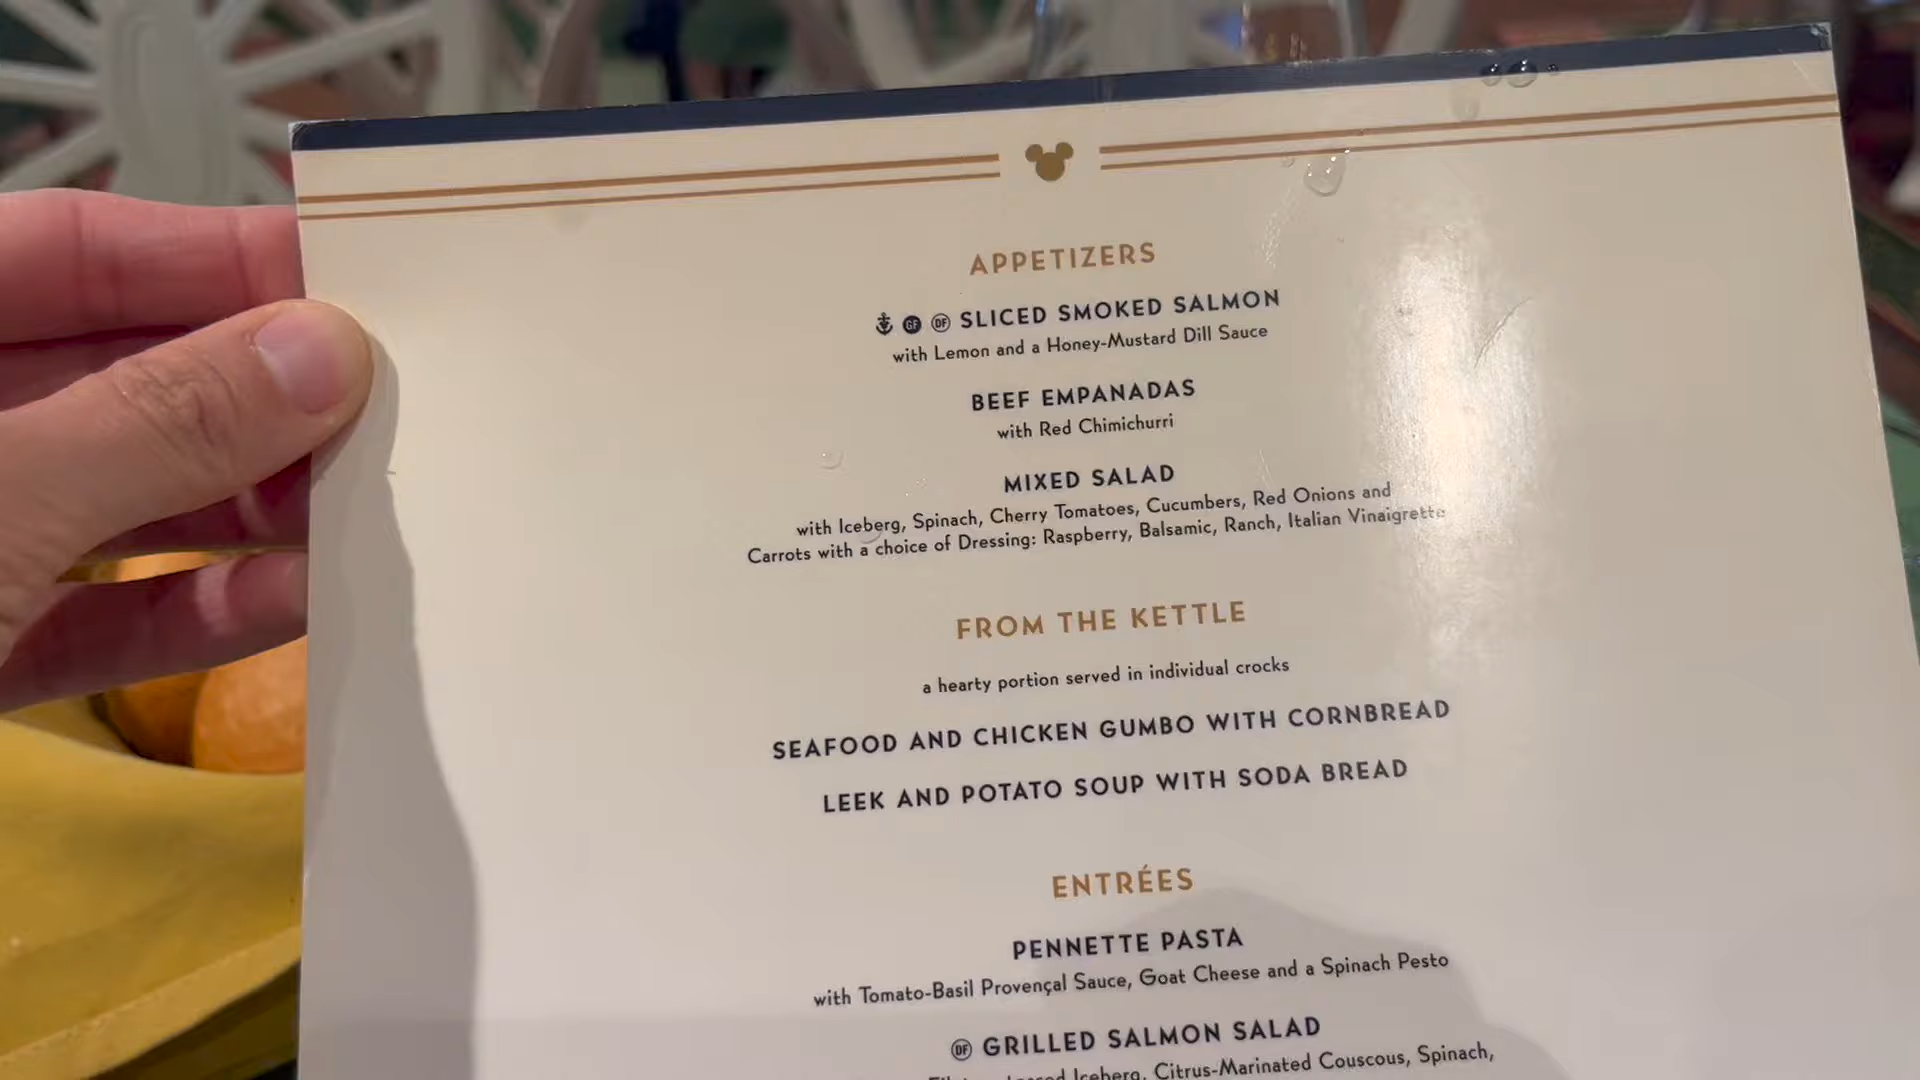 APPETIZERS
GF DF SLICED SMOKED SALMON
with Lemon and a Honey-Mustard Dill Sauce
BEEF EMPANADAS
with Red Chimichurri
MIXED SALAD
with Iceberg, Spinach, Cherry Tomatoes, Cucumbers, Red Onions and
Carrots with a choice of Dressing: Raspberry, Balsamic, Ranch, Italian Vinaigrette
FROM THE KETTLE
a hearty portion served in individual crocks
SEAFOOD AND CHICKEN GUMBO WITH CORNBREAD
LEEK AND POTATO SOUP WITH SODA BREAD
ENTRÉES
PENNETTE PASTA
with Tomato-Basil Provençal Sauce, Goat Cheese and a Spinach Pesto
DF GRILLED SALMON SALAD
Iceberg, Citrus-Marinated Couscous, Spinach,